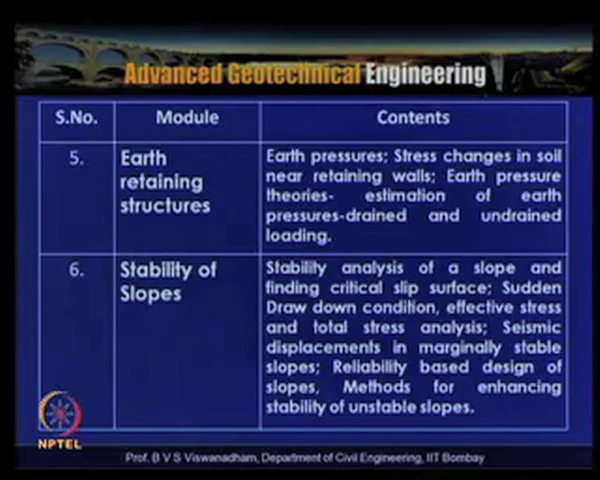 Advanced Geotechnical Engineering
S.No. Module Contents
5. Earth retaining structures
Earth pressures; Stress changes in soil
near retaining walls; Earth pressure
theories- estimation of earth
pressures-drained and undrained
loading.
6. Stability of Slopes
Stability analysis of a slope and
finding critical slip surface; Sudden
Draw down condition, effective stress
and total stress analysis; Seismic
displacements in marginally stable
slopes; Reliability based design of
slopes, Methods for enhancing
stability of unstable slopes.
NPTEL
Prof. B V S Viswanadham, Department of Civil Engineering, IIT Bombay